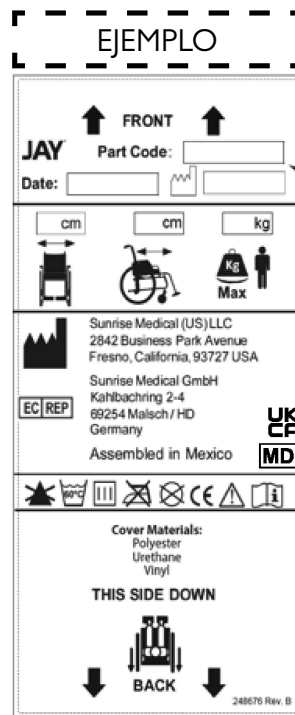 EJEMPLO
FRONT
JAY
Part Code:
Date:
cm cm kg
Kg
Max
Sunrise Medical (US) LLC
2842 Business Park Avenue
Fresno, California, 93727 USA
Sunrise Medical GmbH
Kahlbachring 2-4
EC REP
69254 Malsch / HD
Germany
UK
CA
Assembled in Mexico
MD
60°C
CE
i
Cover Materials:
Polyester
Urethane
Vinyl
THIS SIDE DOWN
BACK
248676 Rev. B